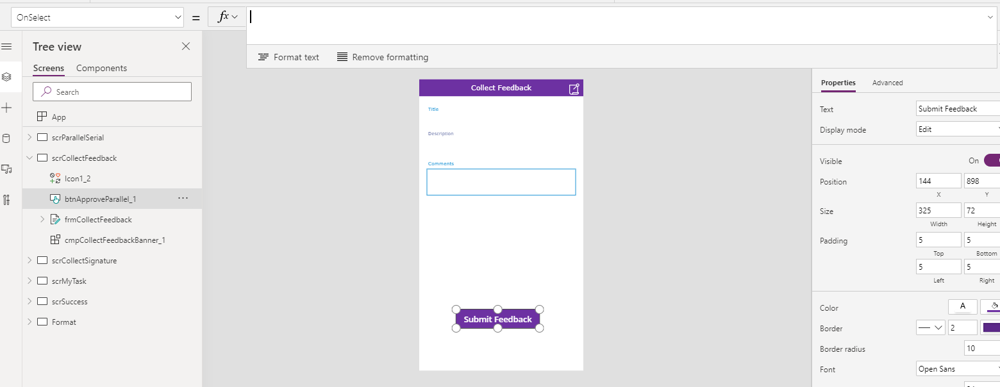 OnSelect = fx
Format text Remove formatting
Tree view
Screens Components
Search
App
scrParallelSerial
scrCollectFeedback
Icon1_2
btnApproveParallel_1 ...
frmCollectFeedback
cmpCollectFeedbackBanner_1
scrCollectSignature
scrMyTask
scrSuccess
Format
Collect Feedback
Title
Description
Comments
Submit Feedback
Properties Advanced
Text Submit Feedback
Display mode Edit
Visible On
Position 144 898
X Y
Size 325 72
Width Height
Padding 5 5
Top Bottom
5 5
Left Right
Color A
Border 2
Border radius 10
Font Open Sans